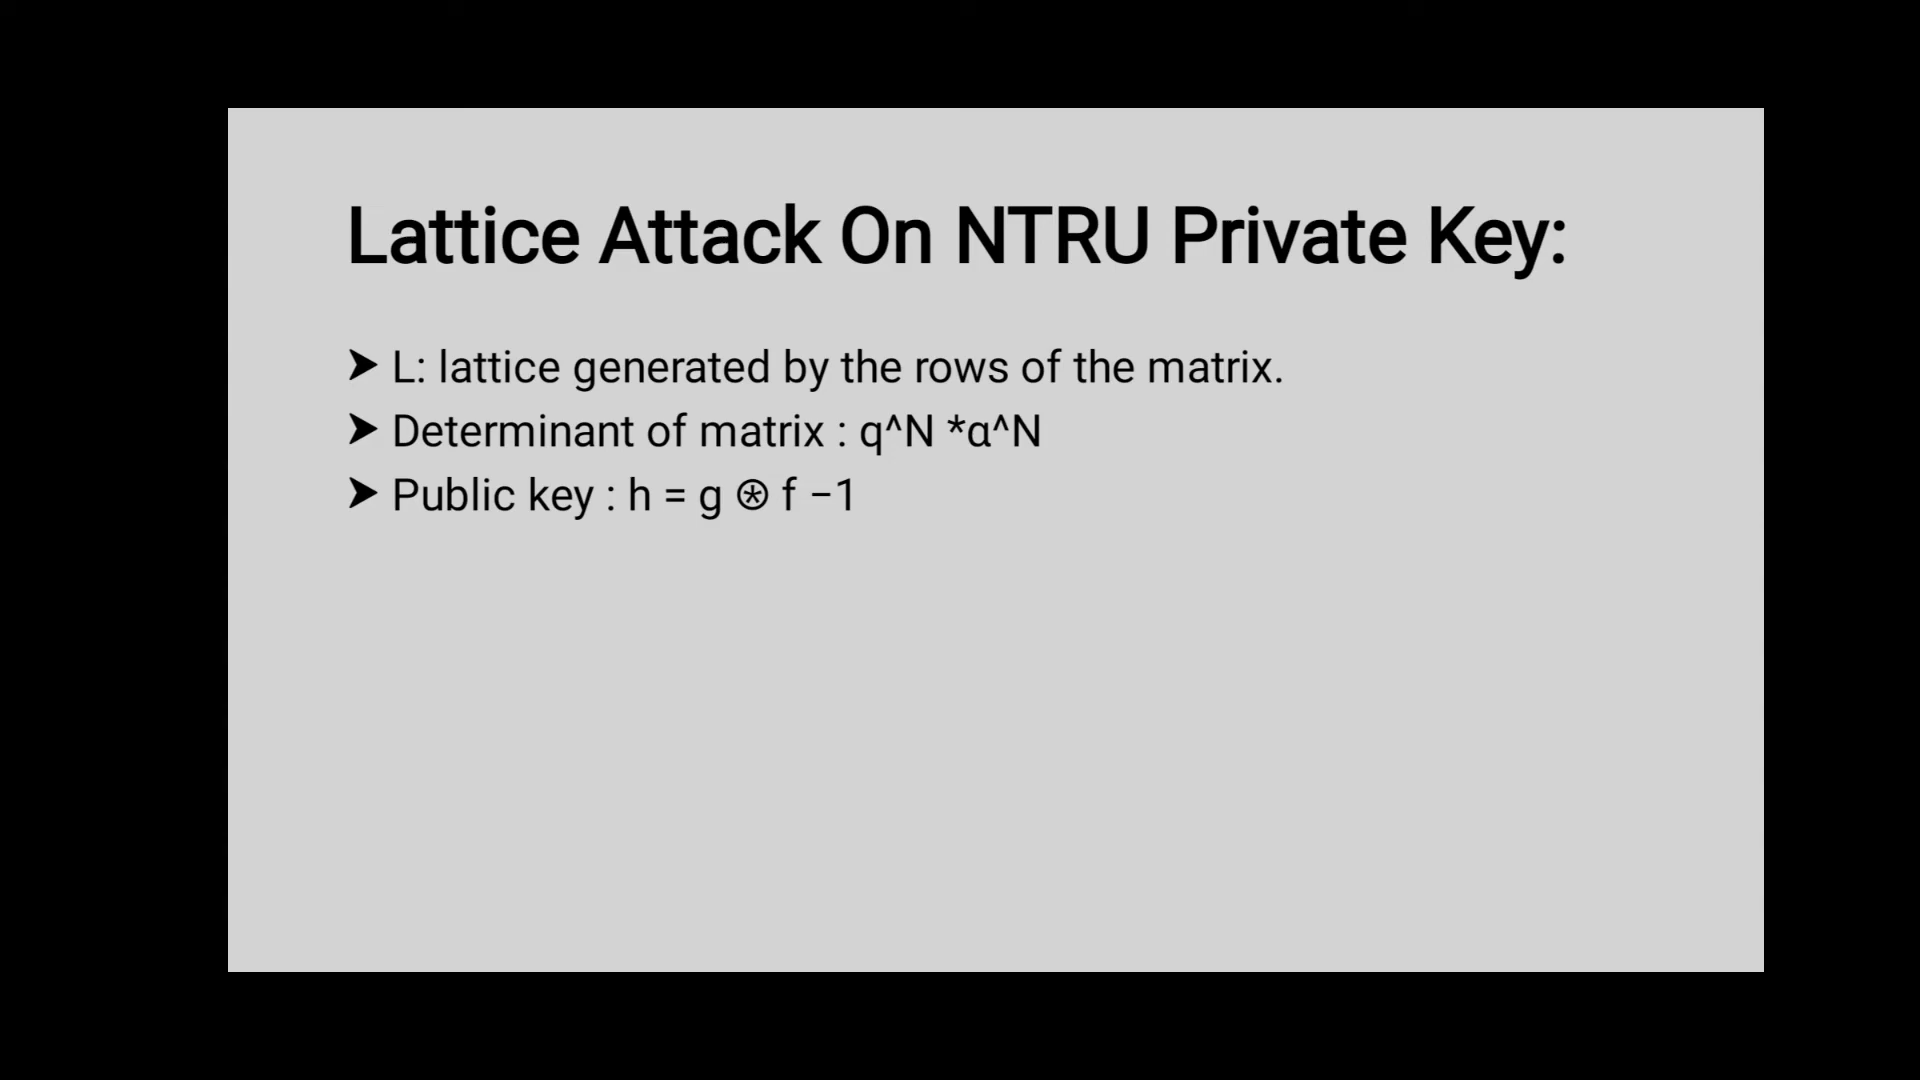 Lattice Attack On NTRU Private Key:
➤ L: lattice generated by the rows of the matrix.
➤ Determinant of matrix : q^N *α^N
➤ Public key : h = g ⊛ f −1